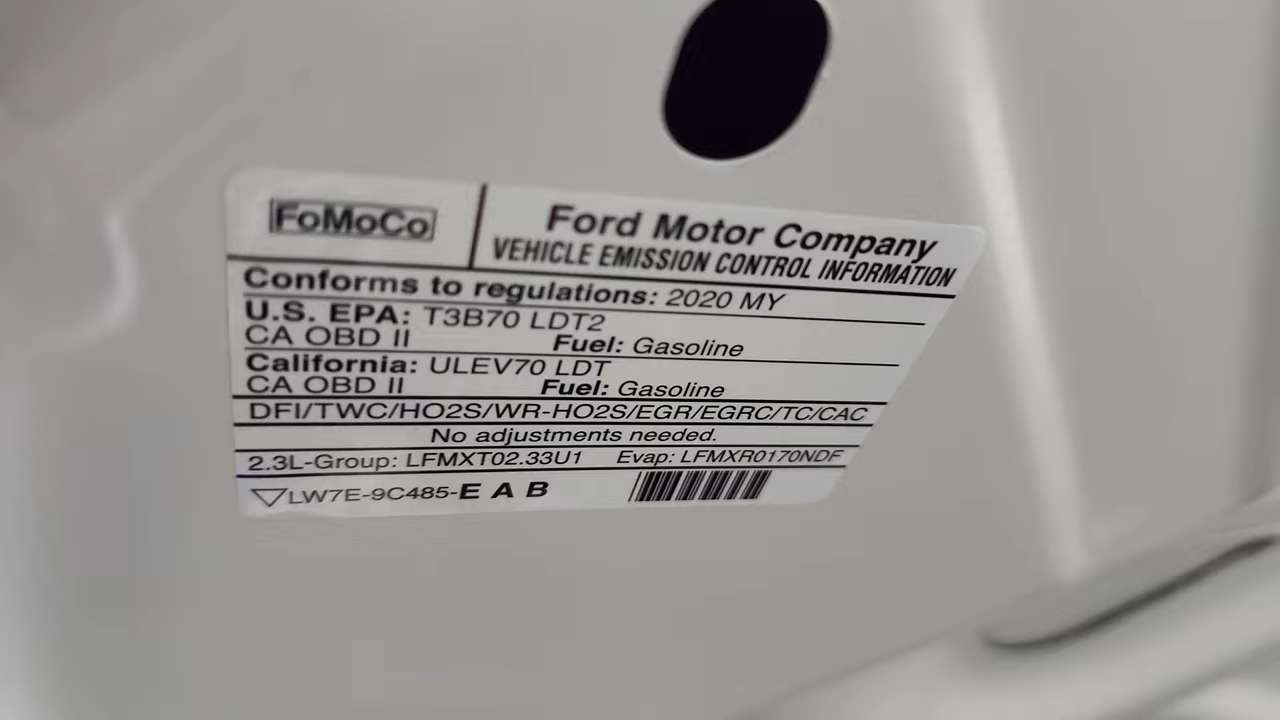 FoMoCo
Ford Motor Company
VEHICLE EMISSION CONTROL INFORMATION
Conforms to regulations: 2020 MY
U.S. EPA: T3B70 LDT2
CA OBD II Fuel: Gasoline
California: ULEV70 LDT
CA OBD II Fuel: Gasoline
DFI/TWC/HO2S/WR-HO2S/EGR/EGRC/TC/CAC
No adjustments needed.
2.3L-Group: LFMXT02.33U1 Evap: LFMXR0170NDF
LW7E-9C485-E A B